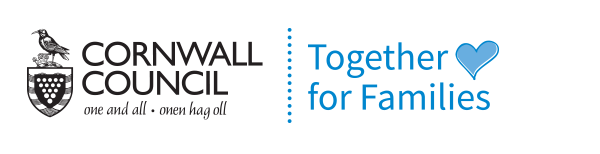 CORNWALL
COUNCIL
one and all • onen hag oll
Together
for Families